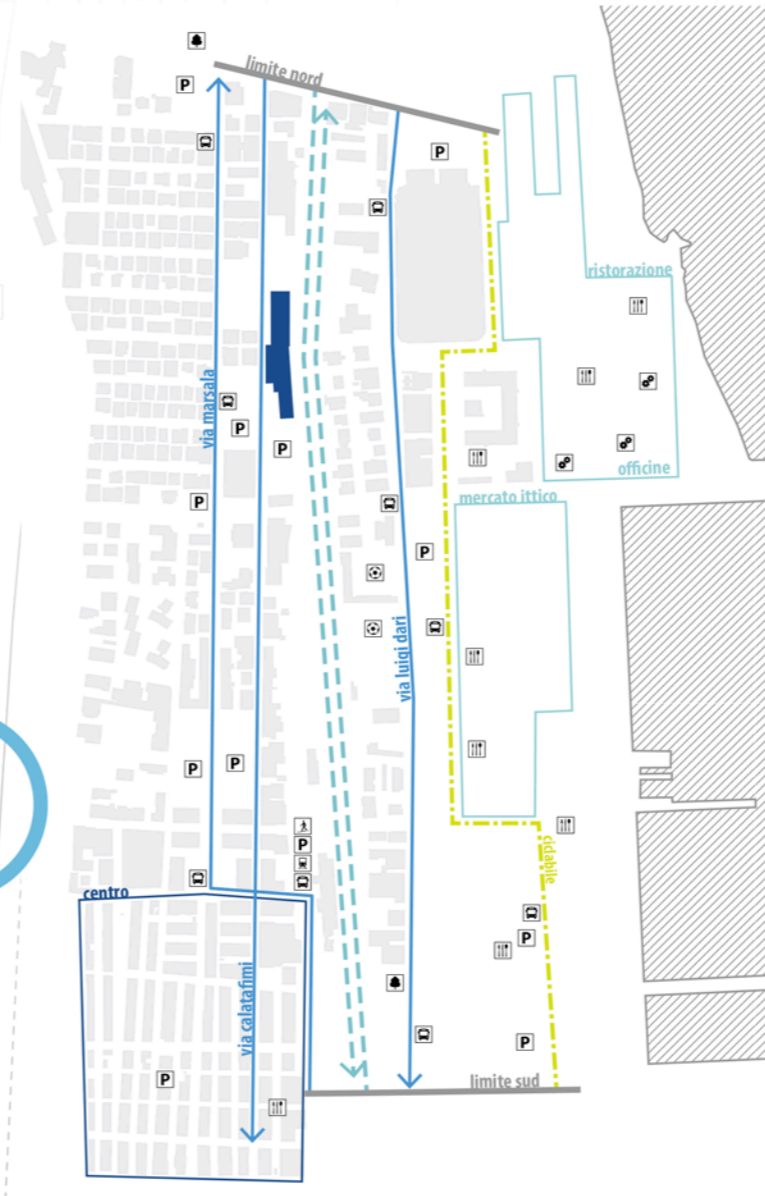 limite nord
P
P
ristorazione
via marsala
P
P
officine
mercato ittico
P
P
via luigi dari
P
P
P
ciclabile
centro
P
via calatafimi
P
P
limite sud